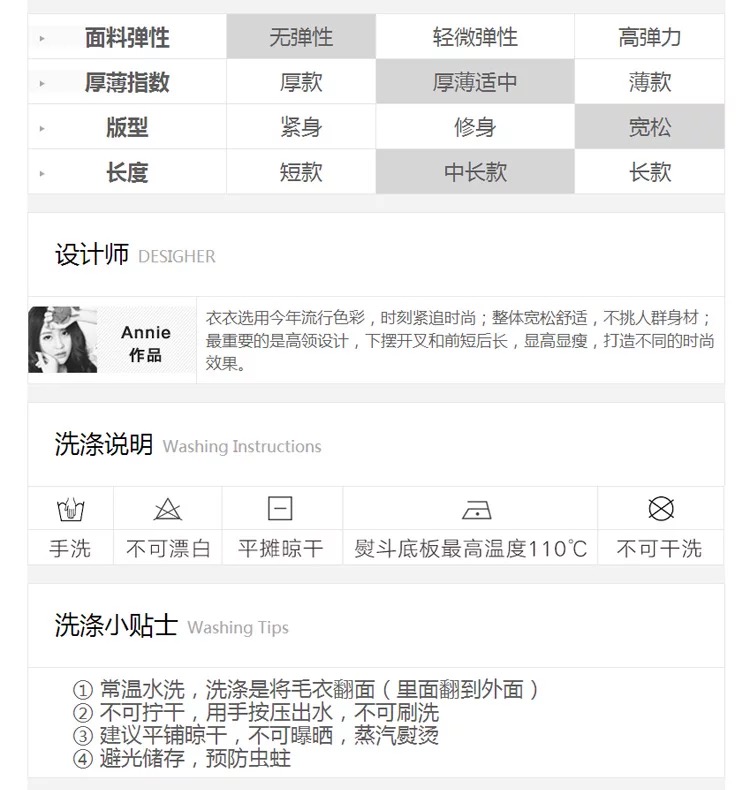 面料弹性 无弹性 轻微弹性 高弹力
厚薄指数 厚款 厚薄适中 薄款
版型 紧身 修身 宽松
长度 短款 中长款 长款
设计师 DESIGHER
Annie
作品
衣衣选用今年流行色彩，时刻紧追时尚；整体宽松舒适，不挑人群身材；
最重要的是高领设计，下摆开叉和前短后长，显高显瘦，打造不同的时尚
效果。
洗涤说明 Washing Instructions
手洗 不可漂白 平摊晾干 熨斗底板最高温度110℃ 不可干洗
洗涤小贴士 Washing Tips
① 常温水洗，洗涤是将毛衣翻面（里面翻到外面）
② 不可拧干，用手按压出水，不可刷洗
③ 建议平铺晾干，不可曝晒，蒸汽熨烫
④ 避光储存，预防虫蛀